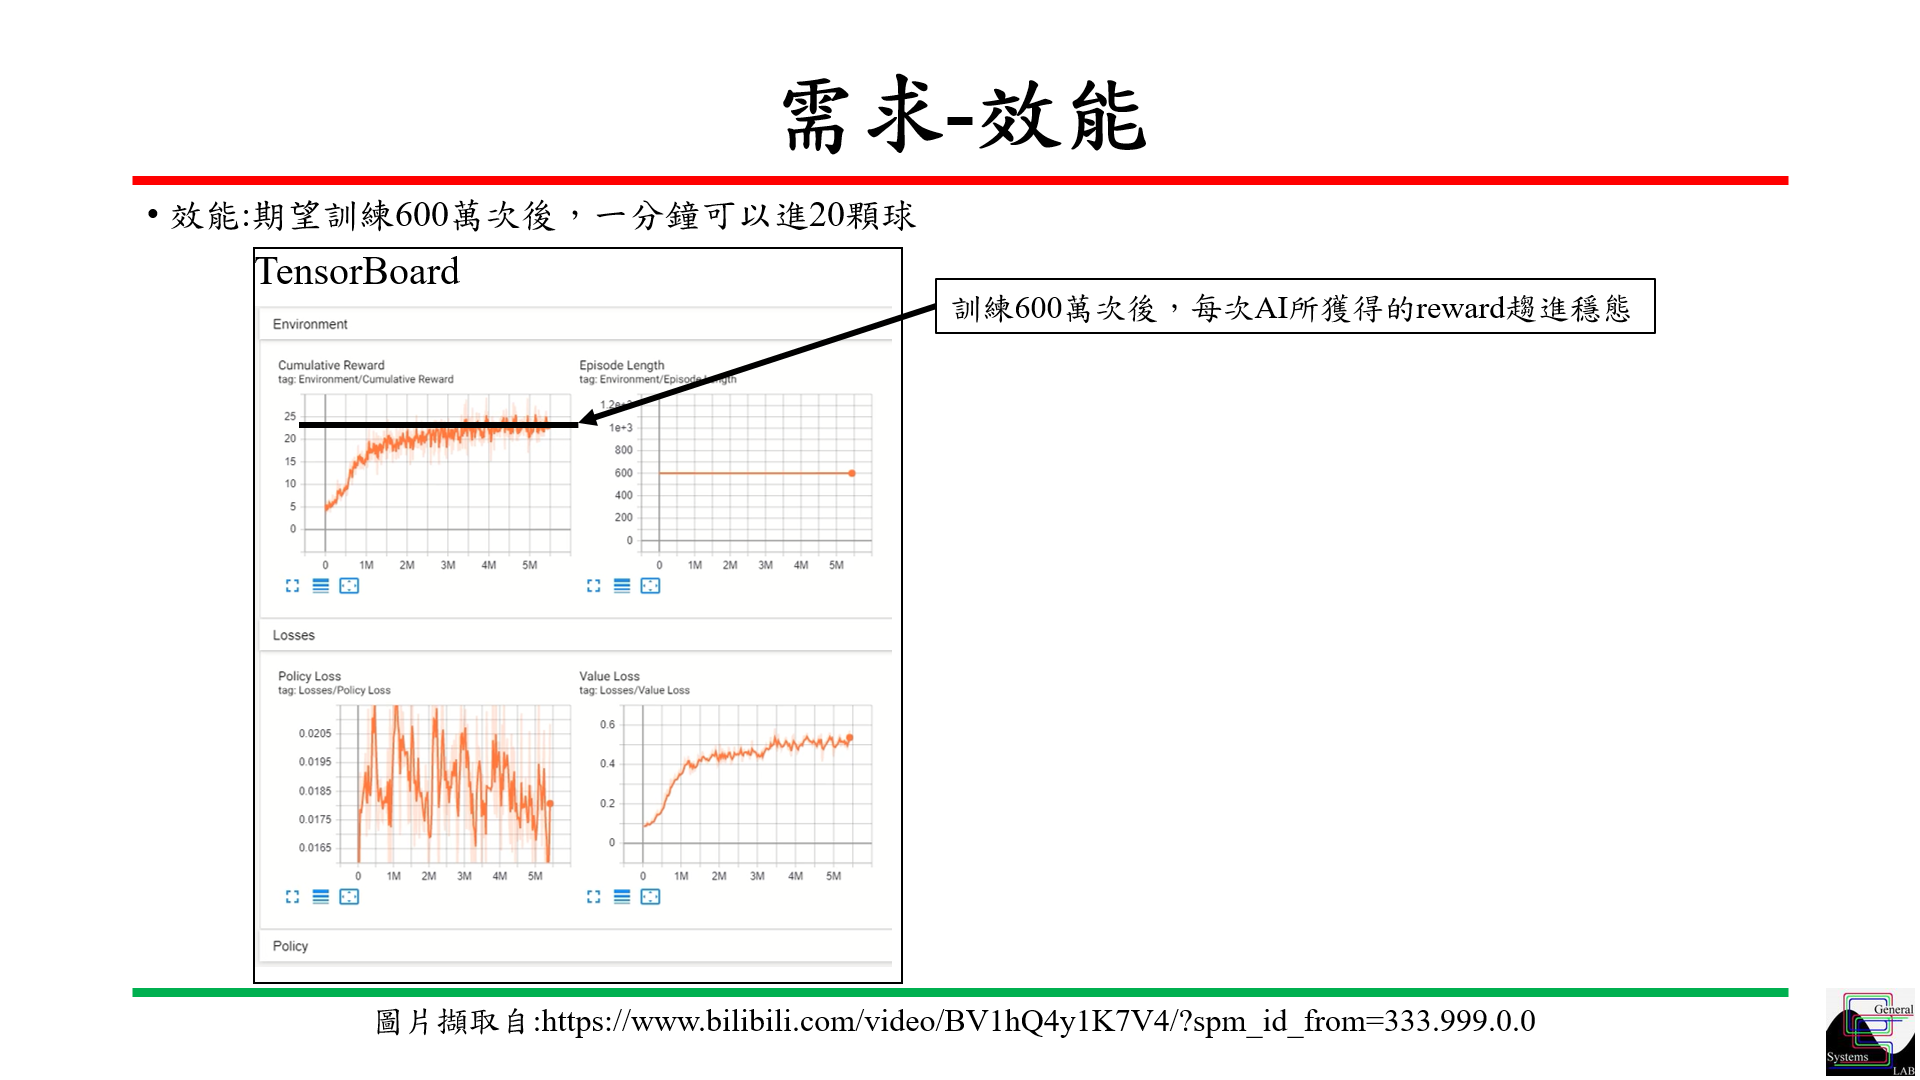 需求-效能
• 效能:期望訓練600萬次後，一分鐘可以進20顆球
TensorBoard
訓練600萬次後，每次AI所獲得的reward趨進穩態
Environment
Cumulative Reward
tag: Environment/Cumulative Reward
25
20
15
10
5
0
0 1M 2M 3M 4M 5M
Episode Length
tag: Environment/Episode Length
1e+3
800
600
400
200
0
0 1M 2M 3M 4M 5M
Losses
Policy Loss
tag: Losses/Policy Loss
0.0205
0.0195
0.0185
0.0175
0.0165
0 1M 2M 3M 4M 5M
Value Loss
tag: Losses/Value Loss
0.6
0.4
0.2
0
0 1M 2M 3M 4M 5M
Policy
圖片擷取自:https://www.bilibili.com/video/BV1hQ4y1K7V4/?spm_id_from=333.999.0.0
General
Systems
LAB